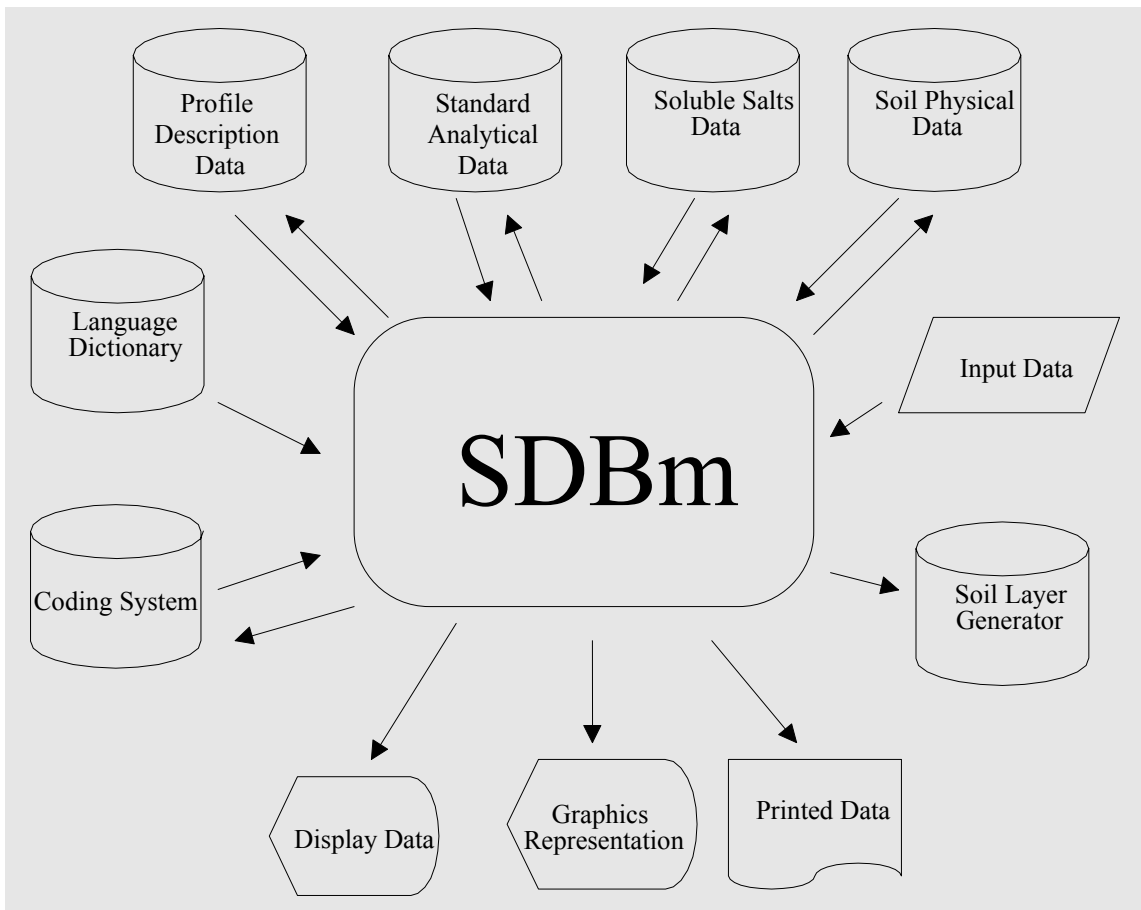 Profile
Description
Data
Standard
Analytical
Data
Soluble Salts
Data
Soil Physical
Data
Language
Dictionary
Input Data
SDBm
Coding System
Soil Layer
Generator
Display Data
Graphics
Representation
Printed Data